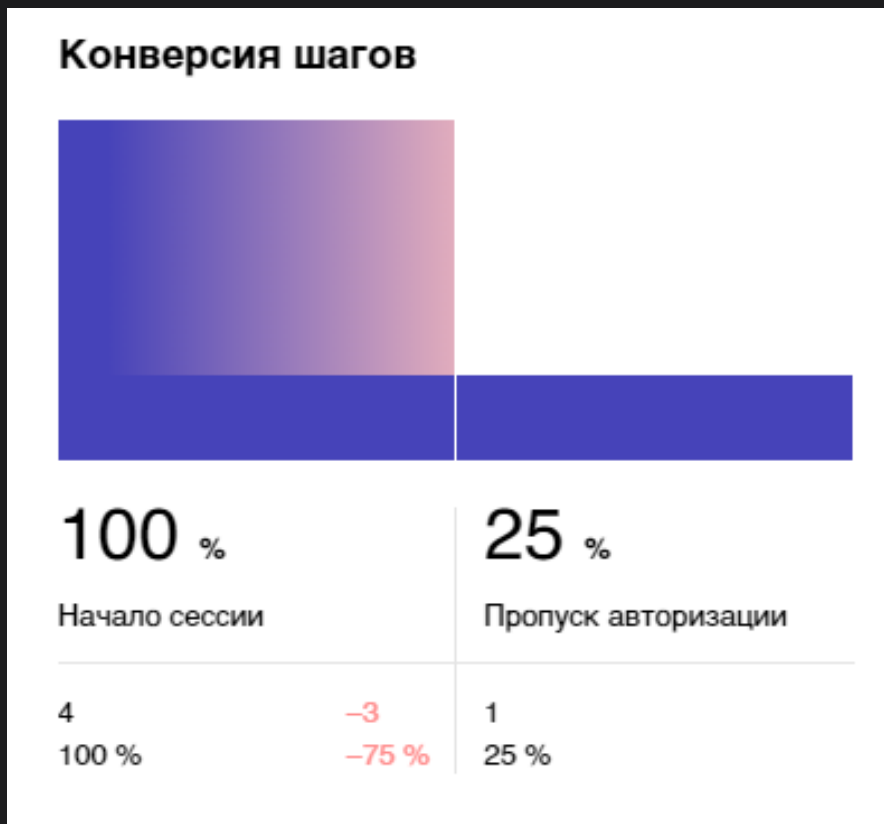 Конверсия шагов
100 % 25 %
Начало сессии Пропуск авторизации
4 –3 1
100 % –75 % 25 %